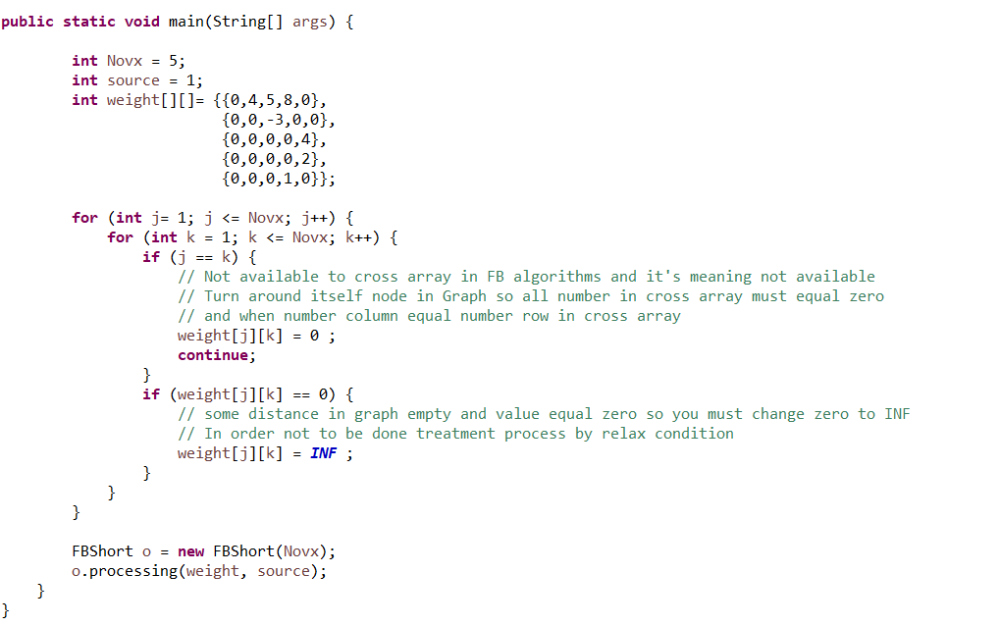 public static void main(String[] args) {
int Novx = 5;
int source = 1;
int weight[][]= {{0,4,5,8,0},
{0,0,-3,0,0},
{0,0,0,0,4},
{0,0,0,0,2},
{0,0,0,1,0}};
for (int j= 1; j <= Novx; j++) {
for (int k = 1; k <= Novx; k++) {
if (j == k) {
// Not available to cross array in FB algorithms and it's meaning not available
// Turn around itself node in Graph so all number in cross array must equal zero
// and when number column equal number row in cross array
weight[j][k] = 0 ;
continue;
}
if (weight[j][k] == 0) {
// some distance in graph empty and value equal zero so you must change zero to INF
// In order not to be done treatment process by relax condition
weight[j][k] = INF ;
}
}
}
FBShort o = new FBShort(Novx);
o.processing(weight, source);
}
}